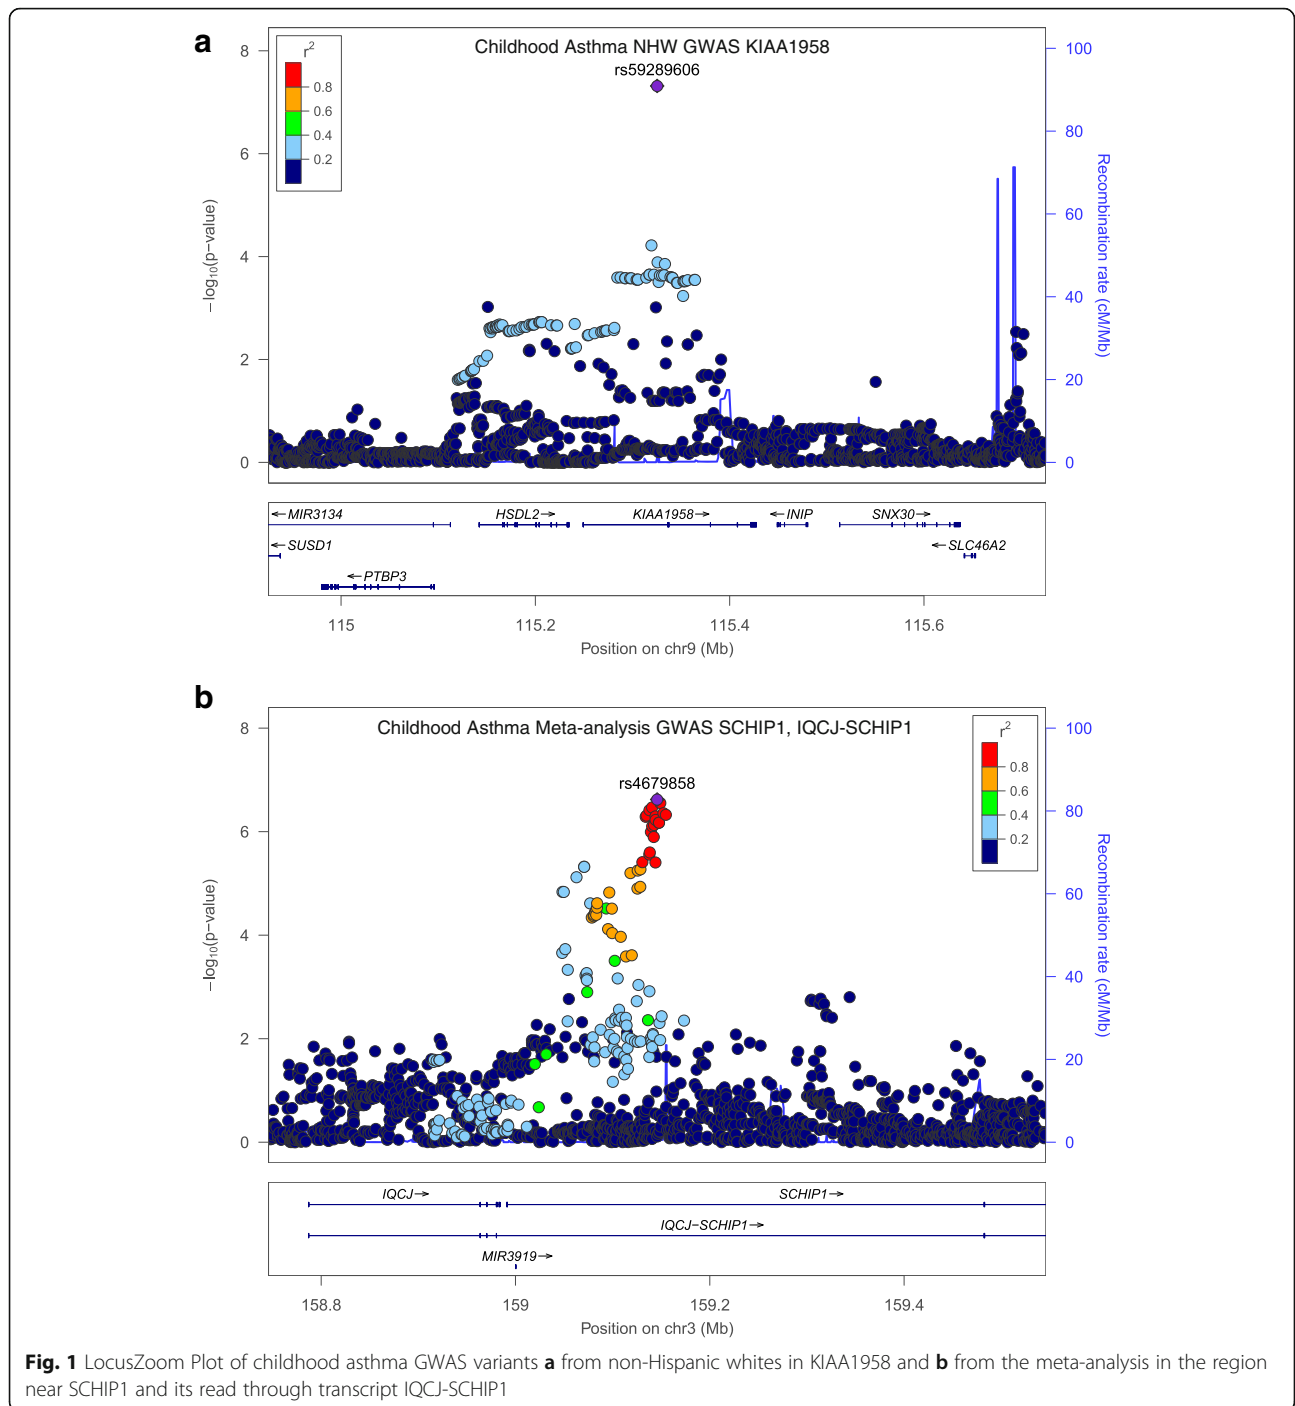 a
Childhood Asthma NHW GWAS KIAA1958
rs59289606
r2
0.8
0.6
0.4
0.2
8
6
4
2
0
−log10(p−value)
100
80
60
40
20
0
Recombination rate (cM/Mb)
←MIR3134
HSDL2→
KIAA1958→
←INIP
SNX30→
←SUSD1
←SLC46A2
←PTBP3
115
115.2
115.4
115.6
Position on chr9 (Mb)
b
Childhood Asthma Meta-analysis GWAS SCHIP1, IQCJ-SCHIP1
rs4679858
r2
0.8
0.6
0.4
0.2
8
6
4
2
0
−log10(p−value)
100
80
60
40
20
0
Recombination rate (cM/Mb)
IQCJ→
SCHIP1→
IQCJ−SCHIP1→
MIR3919→
158.8
159
159.2
159.4
Position on chr3 (Mb)
Fig. 1 LocusZoom Plot of childhood asthma GWAS variants a from non-Hispanic whites in KIAA1958 and b from the meta-analysis in the region
near SCHIP1 and its read through transcript IQCJ-SCHIP1